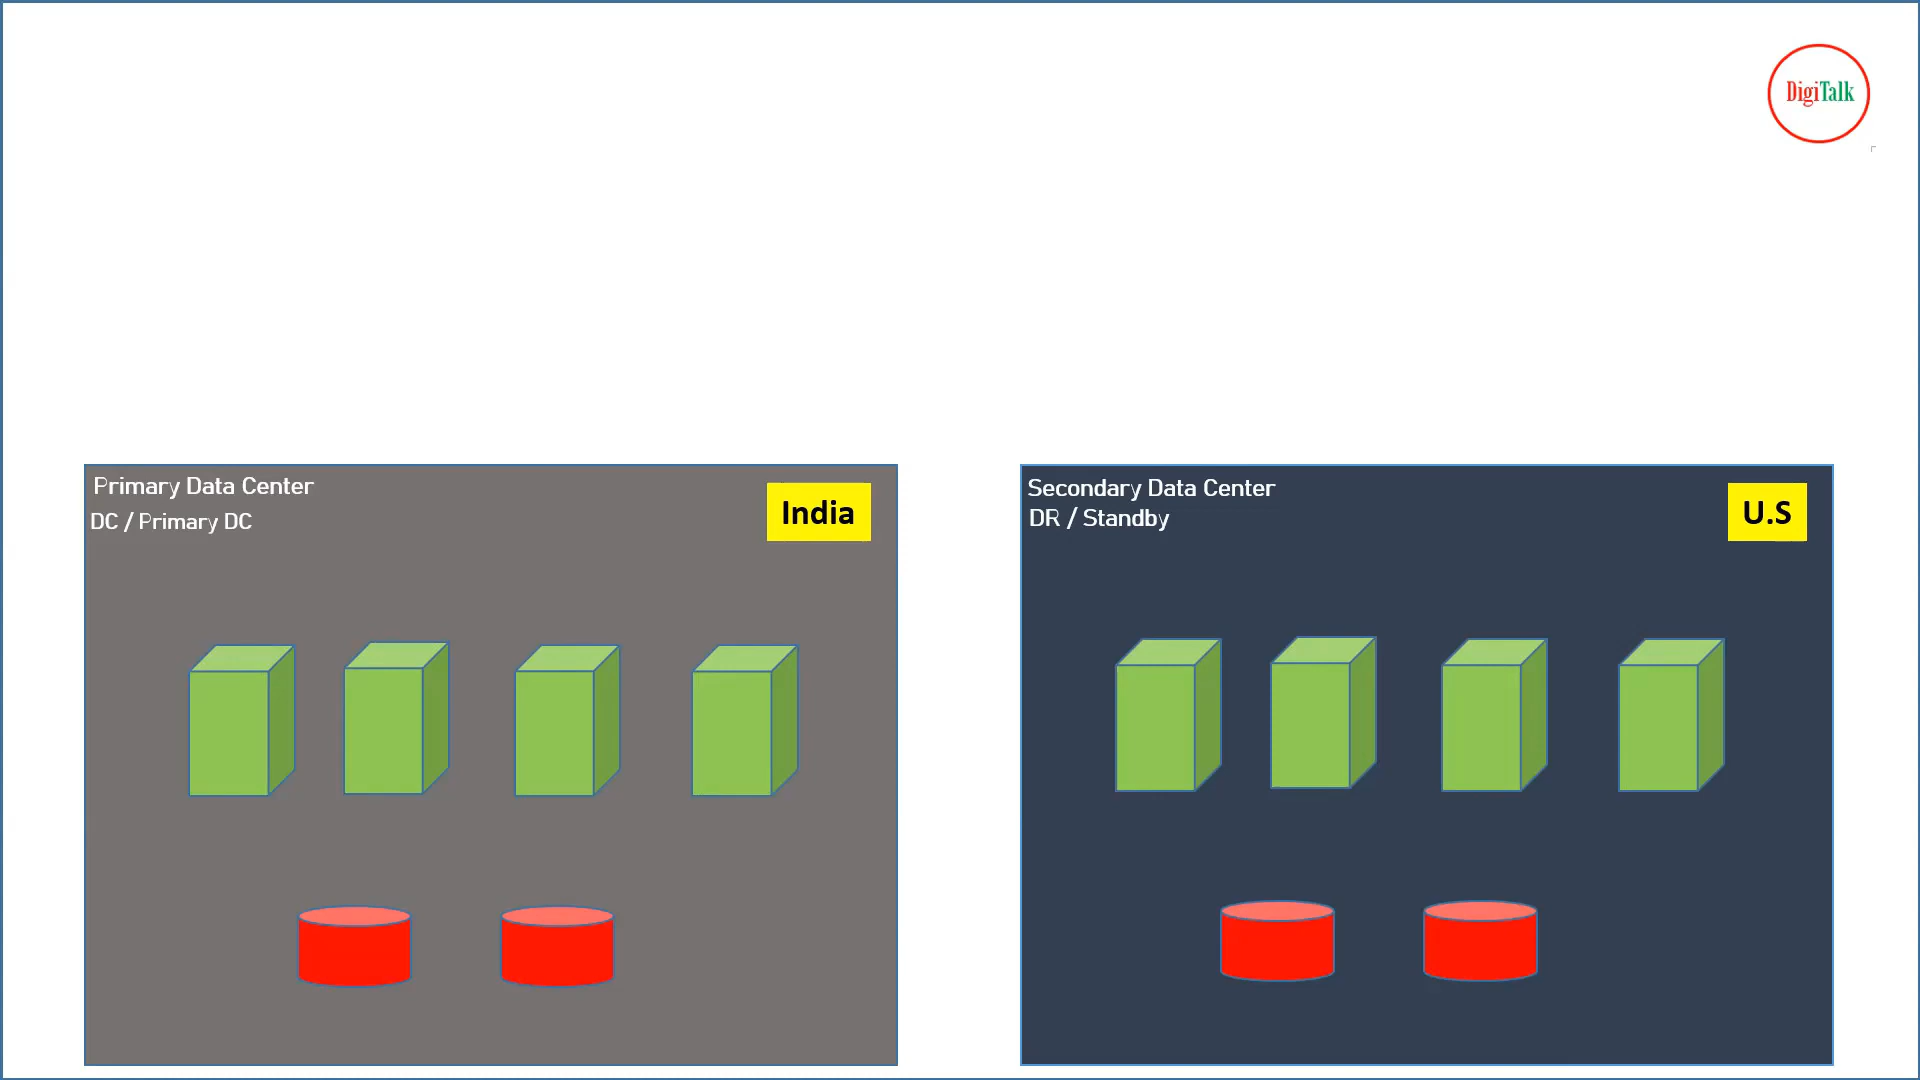 DigiTalk
Primary Data Center
DC / Primary DC
India
Secondary Data Center
DR / Standby
U.S